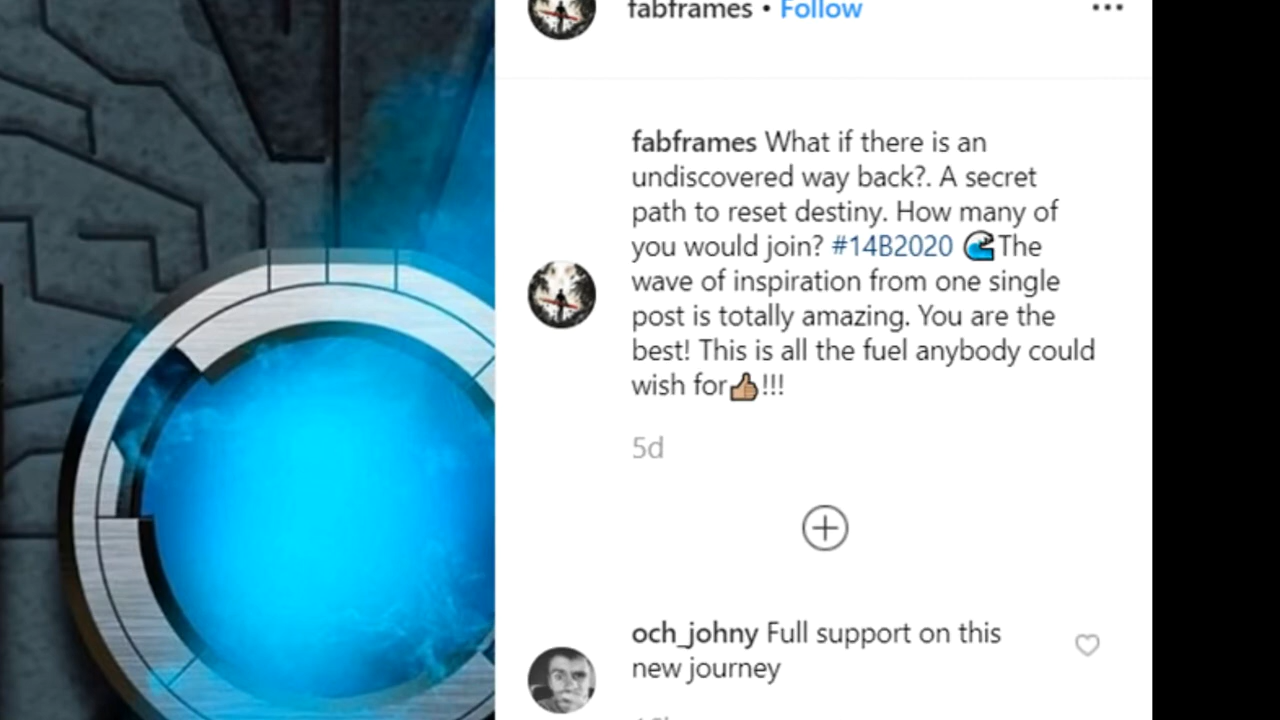 fabframes • Follow
fabframes What if there is an
undiscovered way back?. A secret
path to reset destiny. How many of
you would join? #14B2020 🌊The
wave of inspiration from one single
post is totally amazing. You are the
best! This is all the fuel anybody could
wish for👍🏽!!!
5d
och_johny Full support on this
new journey